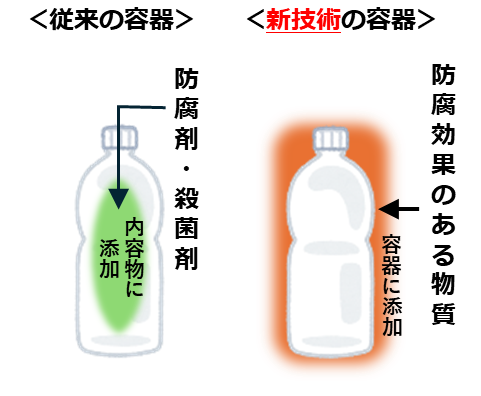 ＜従来の容器＞
＜新技術の容器＞
防腐剤・殺菌剤
内容物に
添加
防腐効果のある物質
容器に添加